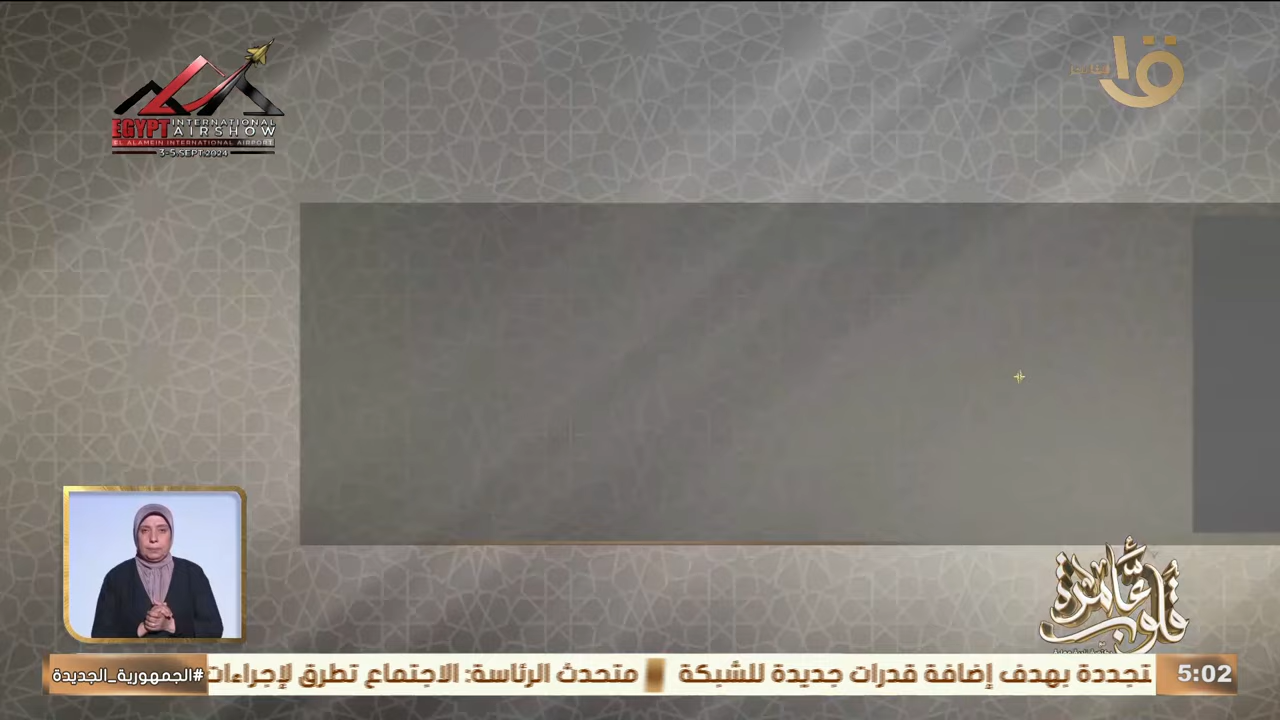 EGYPT INTERNATIONAL
AIRSHOW
EL ALAMEIN INTERNATIONAL AIRPORT
3-5 SEPT 2024
قلوب عامرة
5:02
تجددة بهدف إضافة قدرات جديدة للشبكة
متحدث الرئاسة: الاجتماع تطرق لإجراءات
#الجمهورية_الجديدة